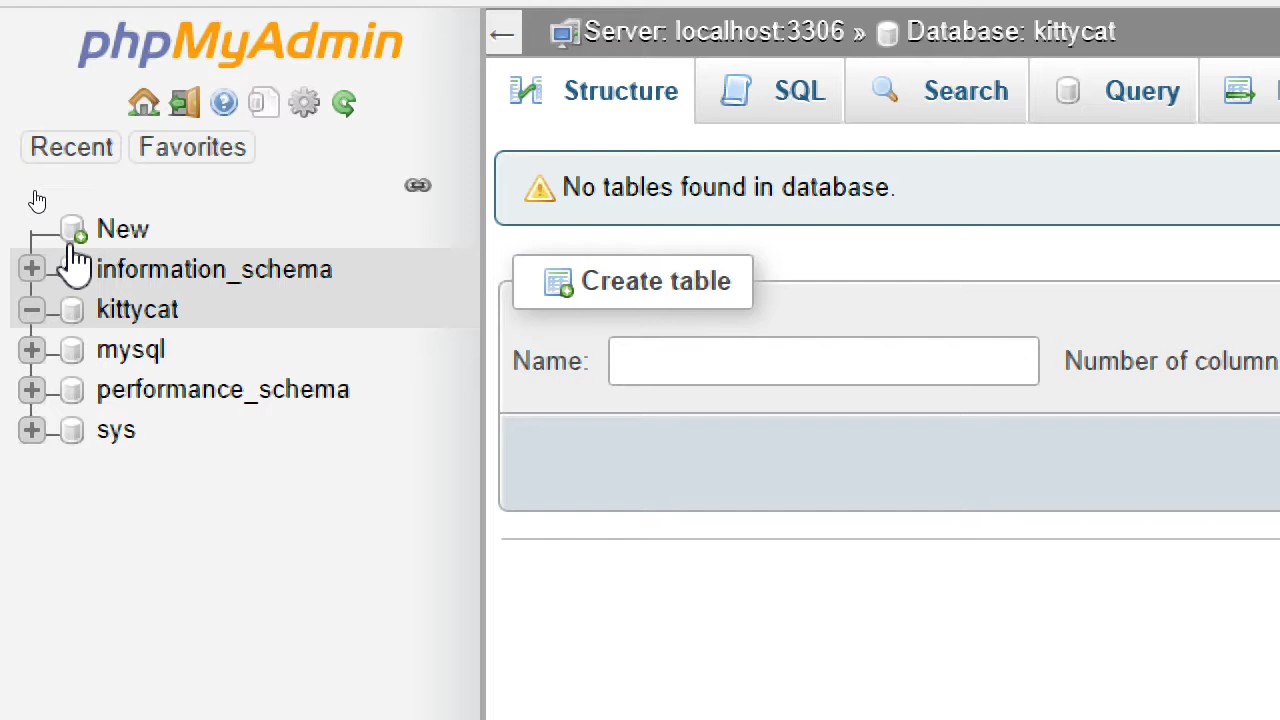 phpMyAdmin
Recent Favorites
New
information_schema
kittycat
mysql
performance_schema
sys
Server: localhost:3306 » Database: kittycat
Structure SQL Search Query
No tables found in database.
Create table
Name: Number of column